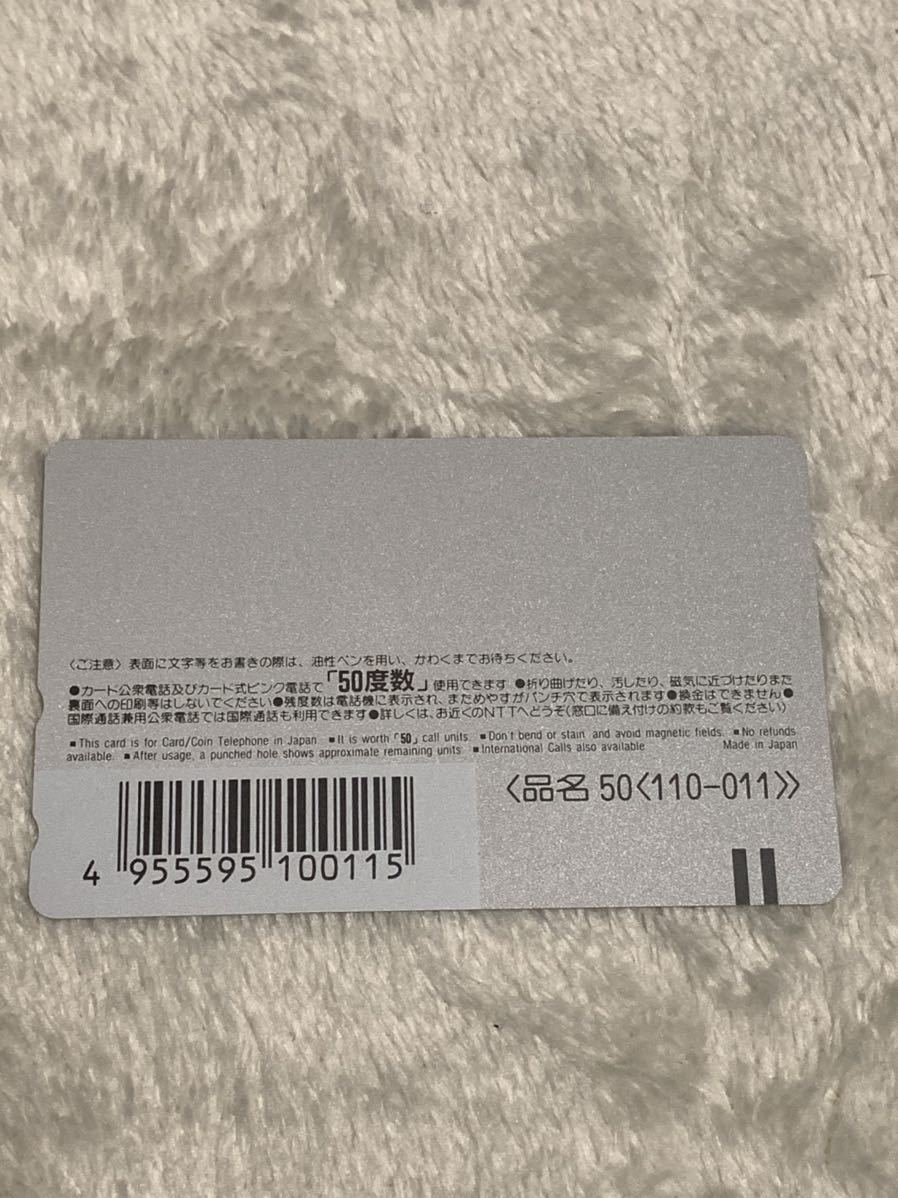 〈ご注意〉表面に文字等をお書きの際は、油性ペンを用い、かわくまでお待ちください。
●カード公衆電話及びカード式ピンク電話で「50度数」使用できます●折り曲げたり、汚したり、磁気に近づけたりまた
裏面への印刷等はしないでください●残度数は電話機に表示され、まためやすがパンチ穴で表示されます●換金はできません●
国際通話兼用公衆電話では国際通話も利用できます●詳しくは、お近くのNTTへどうぞ(窓口に備え付けの約款もご覧ください)
■This card is for Card/Coin Telephone in Japan ■It is worth「50」call units. ■Don't bend or stain and avoid magnetic fields. ■No refunds
available. ■After usage, a punched hole shows approximate remaining units. ■International Calls also available Made in Japan
〈品名 50〈110-011〉〉
4 955595 100115